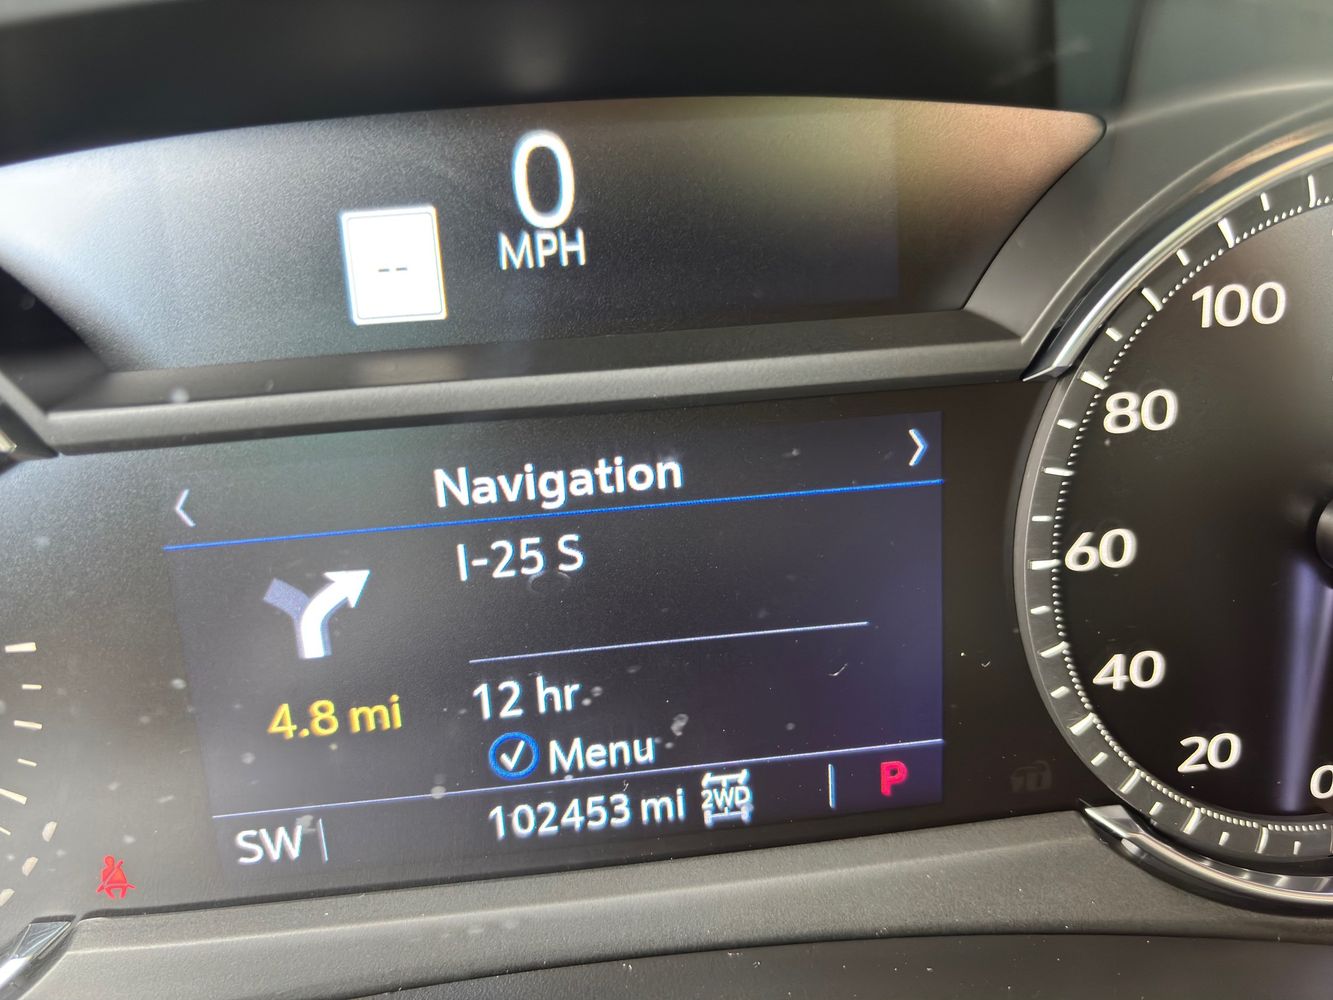 0
MPH
--
Navigation
I-25 S
4.8 mi
12 hr
Menu
102453 mi 2WD P
SW
100
80
60
40
20
0